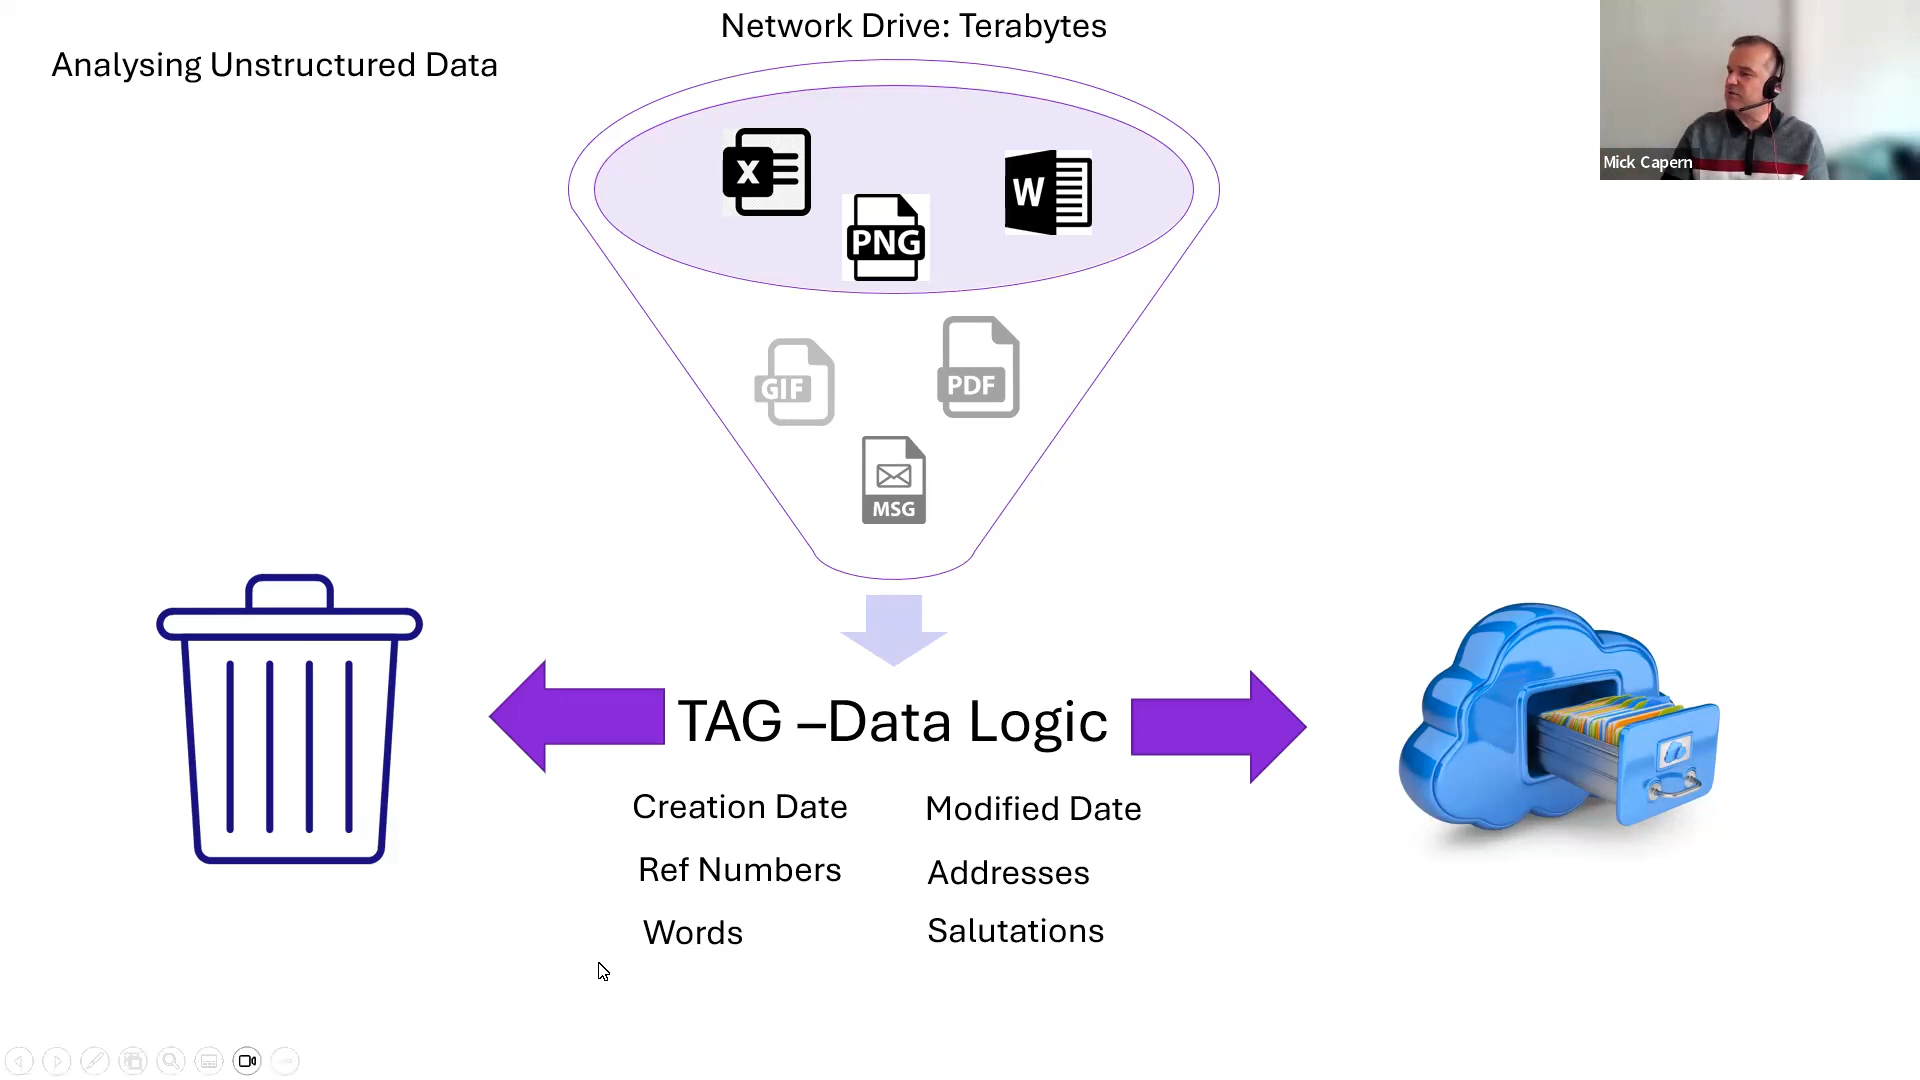 Network Drive: Terabytes
Analysing Unstructured Data
Mick Capern
X
W
PNG
GIF
PDF
MSG
TAG –Data Logic
Creation Date
Modified Date
Ref Numbers
Addresses
Words
Salutations